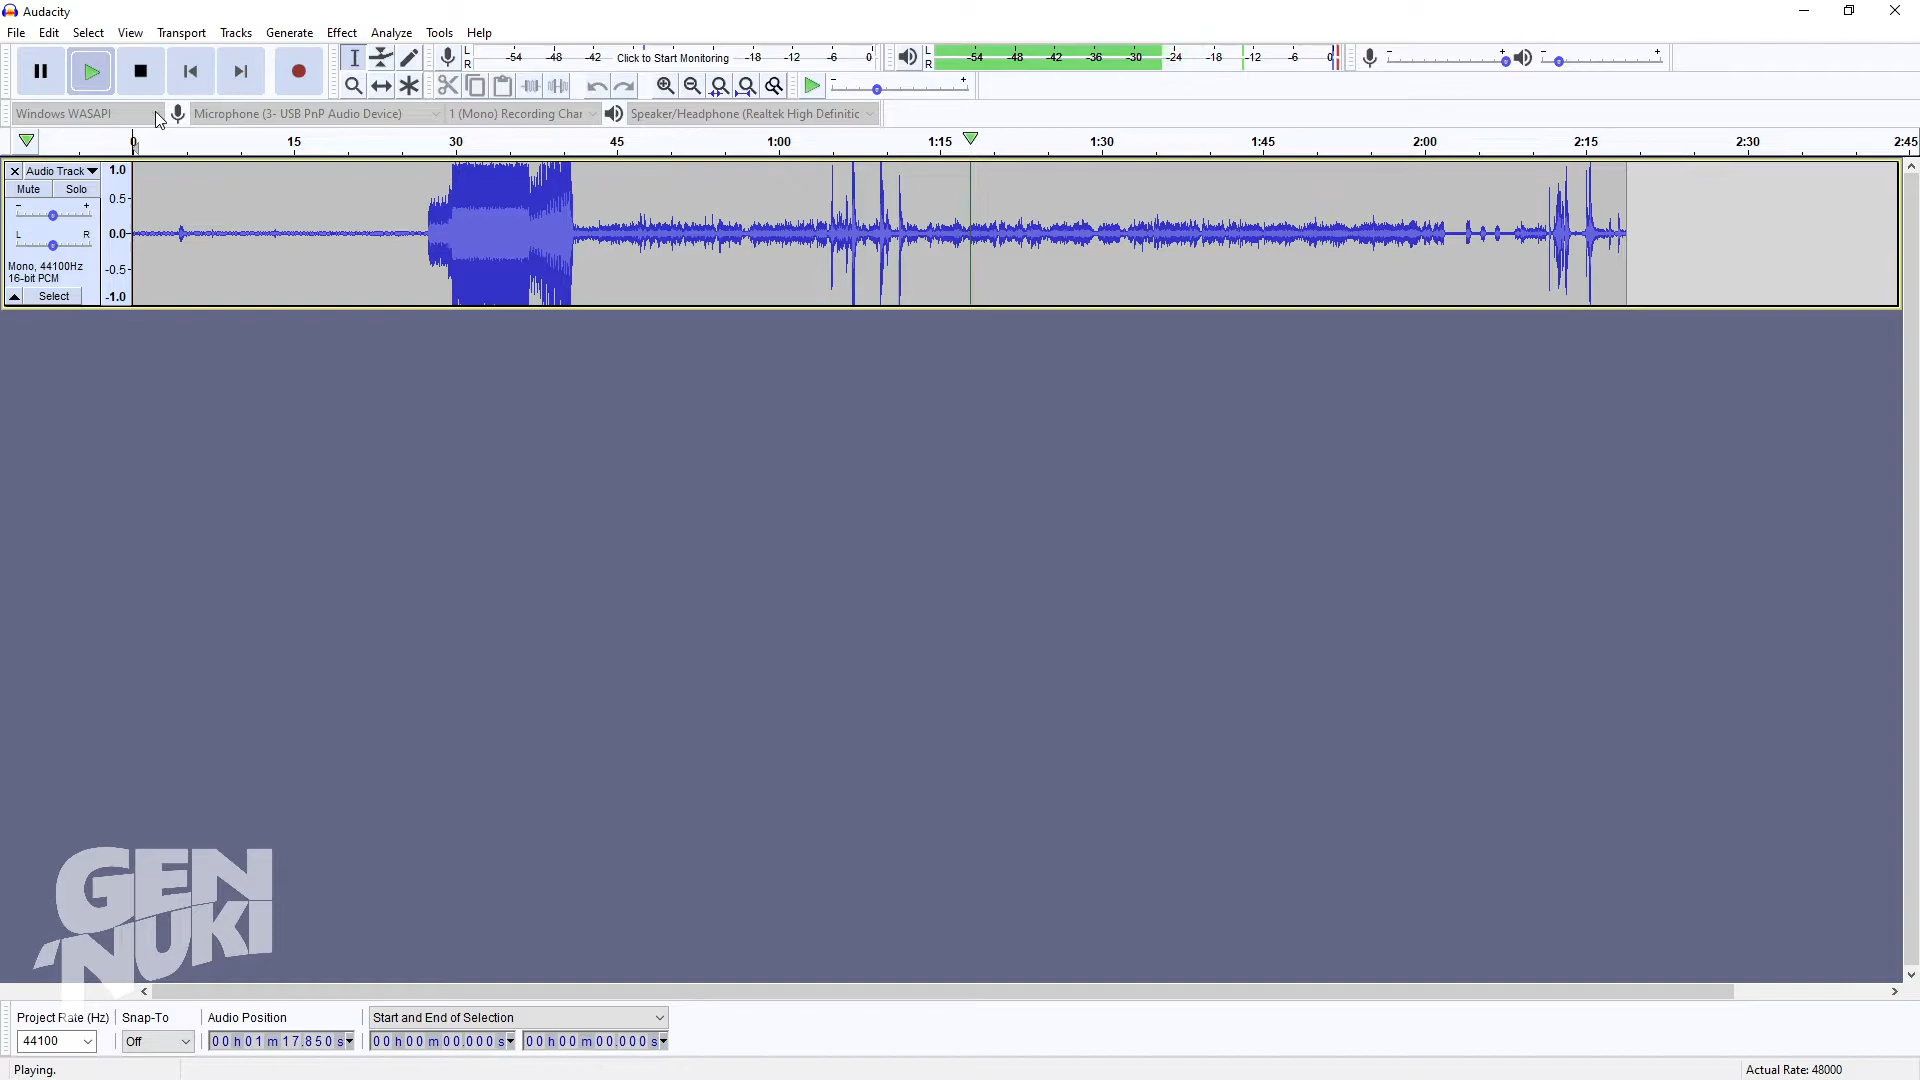 Audacity
File Edit Select View Transport Tracks Generate Effect Analyze Tools Help
L
R
-54 -48 -42 Click to Start Monitoring -18 -12 -6 0
L
R
-54 -48 -42 -36 -30 -24 -18 -12 -6 0
- +
- +
- +
Windows WASAPI Microphone (3- USB PnP Audio Device) 1 (Mono) Recording Char Speaker/Headphone (Realtek High Definitic
0 15 30 45 1:00 1:15 1:30 1:45 2:00 2:15 2:30 2:45
Audio Track
Mute Solo
- +
L R
Mono, 44100Hz
16-bit PCM
Select
1.0
0.5
0.0
-0.5
-1.0
GEN
'NUKI
Project Rate (Hz) Snap-To Audio Position Start and End of Selection
44100 Off 00 h 01 m 17.850 s 00 h 00 m 00.000 s 00 h 00 m 00.000 s
Playing. Actual Rate: 48000